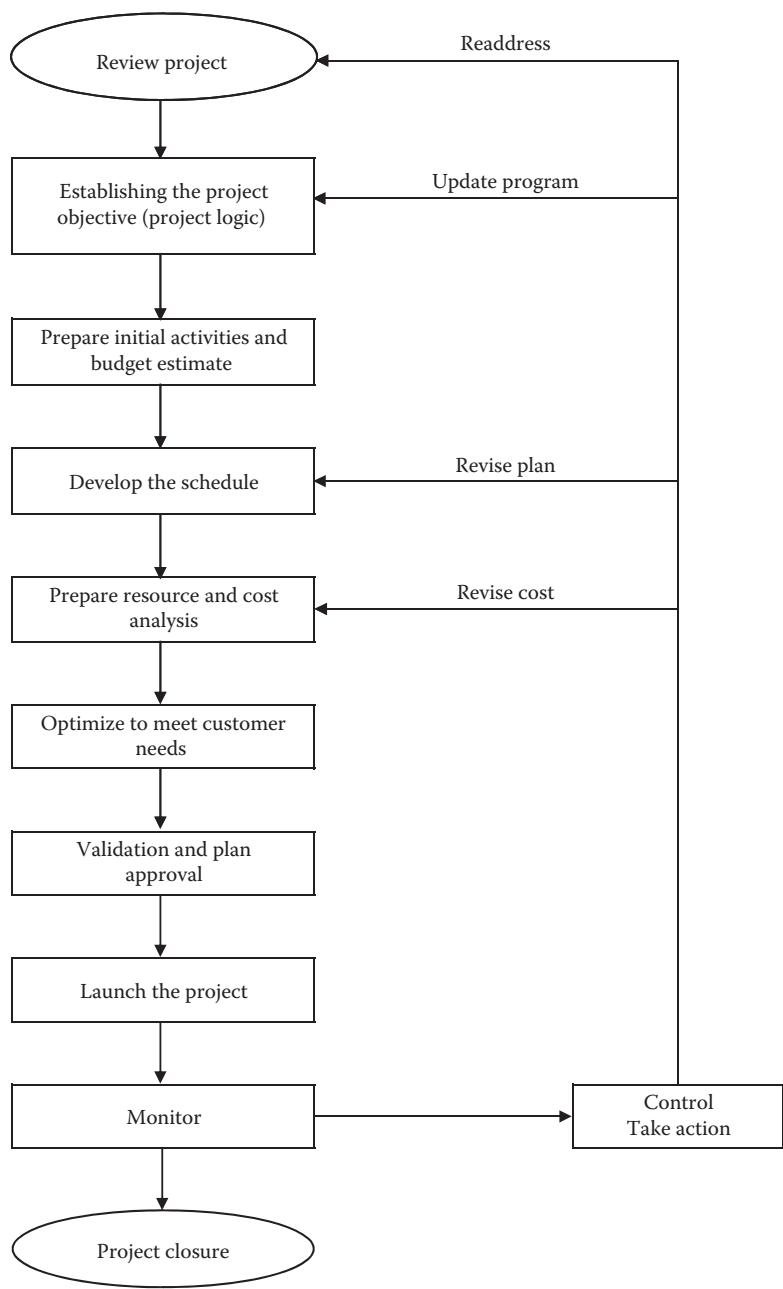 Review project
Readdress
Establishing the project
objective (project logic)
Update program
Prepare initial activities and
budget estimate
Develop the schedule
Revise plan
Prepare resource and cost
analysis
Revise cost
Optimize to meet customer
needs
Validation and plan
approval
Launch the project
Monitor
Control
Take action
Project closure